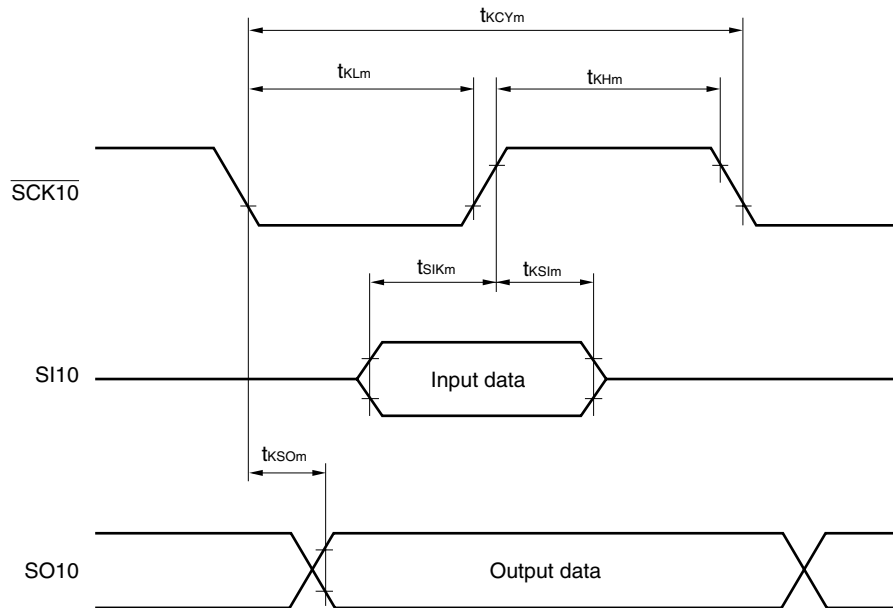 tKCYm
tKLm
tKHm
SCK10
tSIKm
tKSIm
SI10
Input data
tKSOm
SO10
Output data